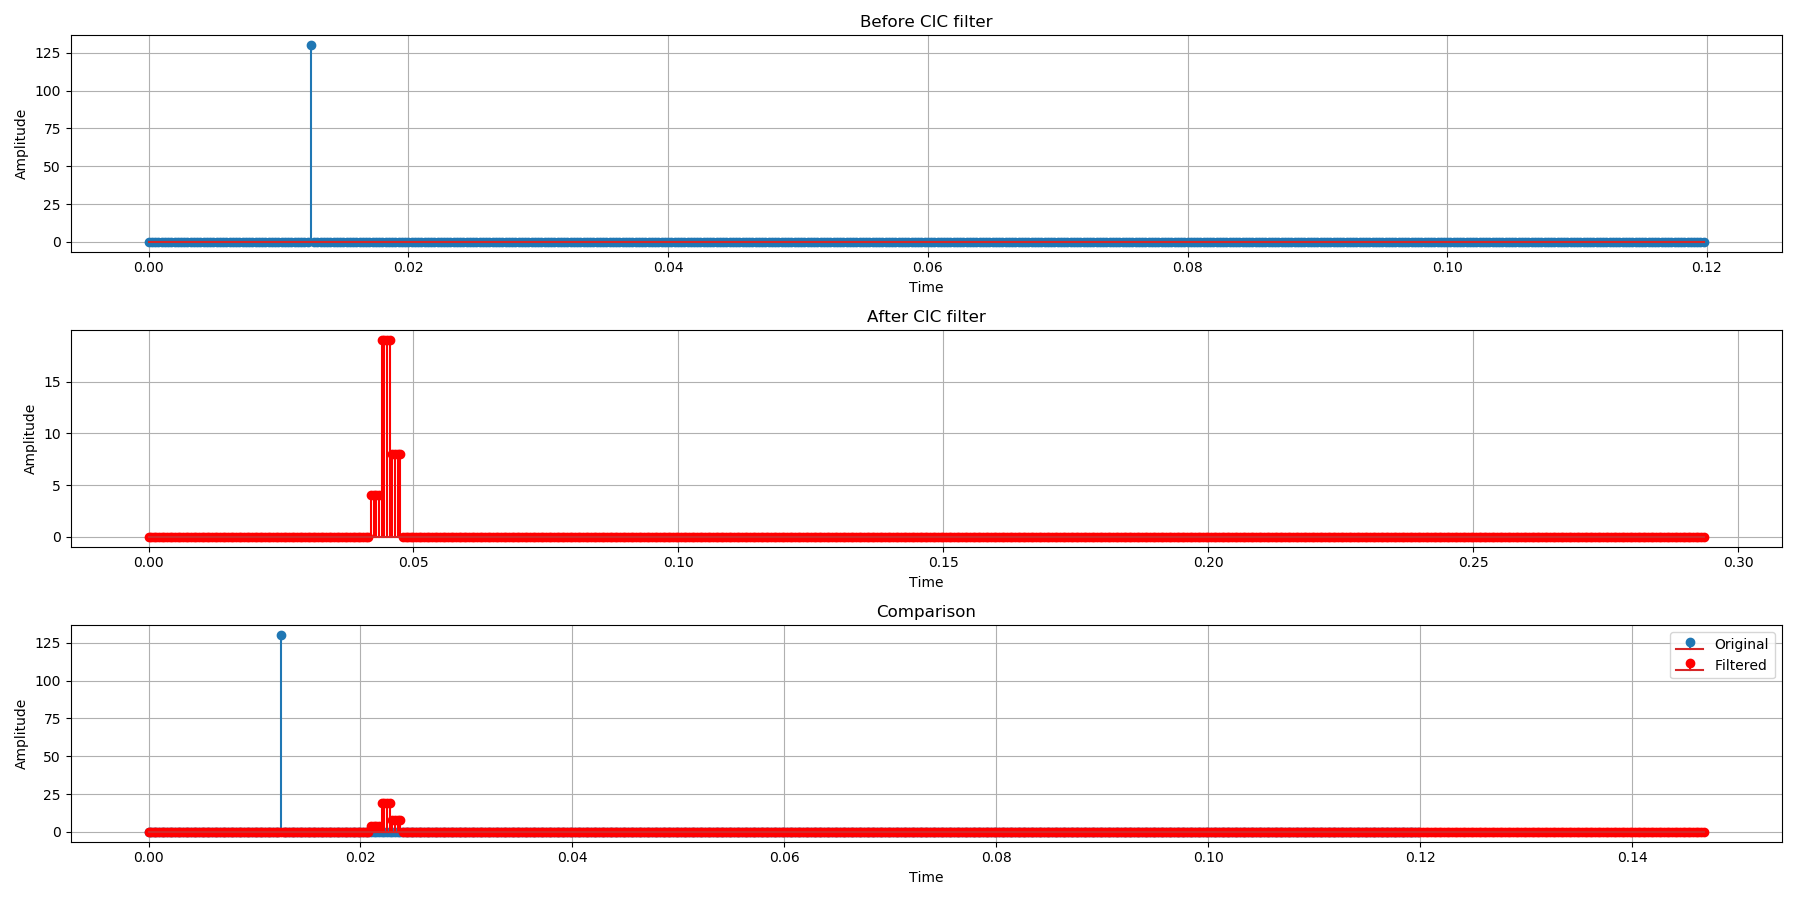 Before CIC filter
125
100
75
50
25
0
Amplitude
0.00 0.02 0.04 0.06 0.08 0.10 0.12
Time
After CIC filter
15
10
5
0
Amplitude
0.00 0.05 0.10 0.15 0.20 0.25 0.30
Time
Comparison
125
100
75
50
25
0
Amplitude
Original
Filtered
0.00 0.02 0.04 0.06 0.08 0.10 0.12 0.14
Time